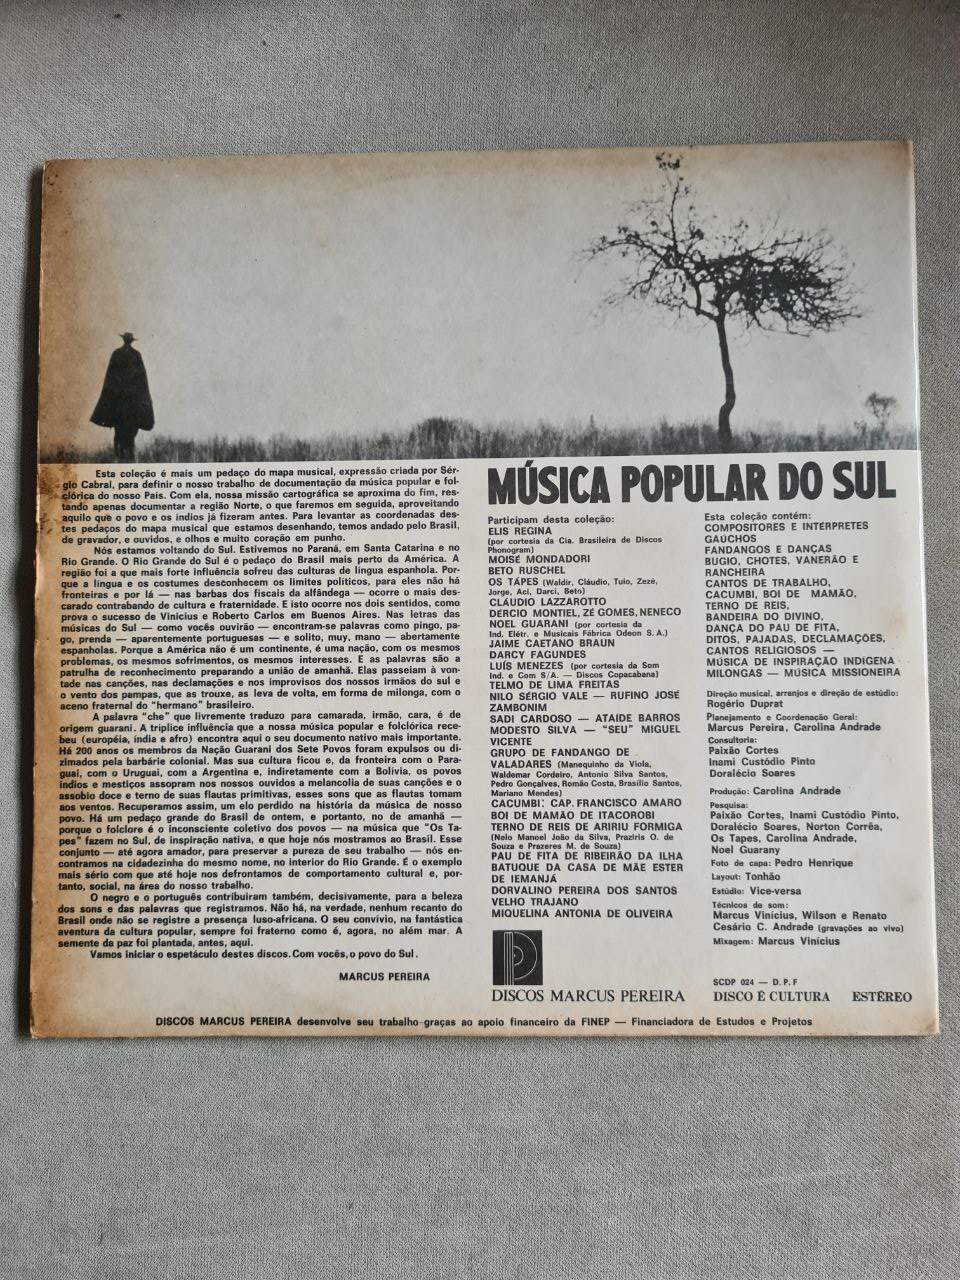 Esta coleção é mais um pedaço do mapa musical, expressão criada por Sér-
gio Cabral, para definir o nosso trabalho de documentação da música popular e fol-
clórica do nosso País. Com ela, nossa missão cartográfica se aproxima do fim, res-
tando apenas documentar a região Norte, o que faremos em seguida, aproveitando
aquilo que o povo e os índios já fizeram antes. Para levantar as coordenadas des-
tes pedaços do mapa musical que estamos desenhando, temos andado pelo Brasil,
de gravador, e ouvidos, e olhos e muito coração em punho.
Nós estamos voltando do Sul. Estivemos no Paraná, em Santa Catarina e no
Rio Grande. O Rio Grande do Sul é o pedaço do Brasil mais perto da América. A
região foi a que mais forte influência sofreu das culturas de língua espanhola. Por-
que a língua e os costumes desconhecem os limites políticos, para eles não há
fronteiras e por lá — nas barbas dos fiscais da alfândega — ocorre o mais des-
carado contrabando de cultura e fraternidade. E isto ocorre nos dois sentidos, como
prova o sucesso de Vinicius e Roberto Carlos em Buenos Aires. Nas letras das
músicas do Sul — como vocês ouvirão — encontram-se palavras como pingo, pa-
go, prenda — aparentemente portuguesas — e solito, muy, mano — abertamente
espanholas. Porque a América não é um continente, é uma nação, com os mesmos
problemas, os mesmos sofrimentos, os mesmos interesses. E as palavras são a
patrulha de reconhecimento preparando a união de amanhã. Elas passeiam à von-
tade nas canções, nas declamações e nos improvisos dos nossos irmãos do sul e
o vento dos pampas, que as trouxe, as leva de volta, em forma de milonga, com o
aceno fraternal do "hermano" brasileiro.
A palavra "che" que livremente traduzo para camarada, irmão, cara, é de
origem guarani. A tríplice influência que a nossa música popular e folclórica rece-
beu (européia, índia e afro) encontra aqui o seu documento nativo mais importante.
Há 200 anos os membros da Nação Guarani dos Sete Povos foram expulsos ou di-
zimados pela barbárie colonial. Mas sua cultura ficou e, da fronteira com o Para-
guai, com o Uruguai, com a Argentina e, indiretamente com a Bolivia, os povos
índios e mestiços assopram nos nossos ouvidos a melancolia de suas canções e o
assobio doce e terno de suas flautas primitivas, esses sons que as flautas tomam
aos ventos. Recuperamos assim, um elo perdido na história da música de nosso
povo. Há um pedaço grande do Brasil de ontem, e portanto, no de amanhã —
porque o folclore é o inconsciente coletivo dos povos — na música que "Os Ta-
pes" fazem no Sul, de inspiração nativa, e que hoje nós mostramos ao Brasil. Esse
conjunto — até agora amador, para preservar a pureza de seu trabalho — nós en-
contramos na cidadezinha do mesmo nome, no interior do Rio Grande. É o exemplo
mais sério com que até hoje nos defrontamos de comportamento cultural e, por-
tanto, social, na área do nosso trabalho.
O negro e o português contribuiram também, decisivamente, para a beleza
dos sons e das palavras que registramos. Não há, na verdade, nenhum recanto do
Brasil onde não se registre a presença luso-africana. O seu convívio, na fantástica
aventura da cultura popular, sempre foi fraterno como é, agora, no além mar. A
semente da paz foi plantada, antes, aqui.
Vamos iniciar o espetáculo destes discos. Com vocês, o povo do Sul.
MARCUS PEREIRA
MÚSICA POPULAR DO SUL
Participam desta coleção:
ELIS REGINA
(por cortesia da Cia. Brasileira de Discos
Phonogram)
MOISÉ MONDADORI
BETO RUSCHEL
OS TAPES (Waldir, Cláudio, Tuio, Zezé,
Jorge, Aci, Darci, Beto)
CLÁUDIO LAZZAROTTO
DÉRCIO MONTIEL, ZÉ GOMES, NENECO
NOEL GUARANI (por cortesia da
Ind. Elétr. e Musicais Fábrica Odeon S.A.)
JAIME CAETANO BRAUN
DARCY FAGUNDES
LUÍS MENEZES (por cortesia da Som
Ind. e Com S/A. — Discos Copacabana)
TELMO DE LIMA FREITAS
NILO SÉRGIO VALE — RUFINO JOSÉ
ZAMBONIM
SADI CARDOSO — ATAÍDE BARROS
MODESTO SILVA — "SEU" MIGUEL
VICENTE
GRUPO DE FANDANGO DE
VALADARES (Manequinho da Viola,
Waldemar Cordeiro, Antonio Silva Santos,
Pedro Gonçalves, Romão Costa, Brasílio Santos,
Mariano Mendes)
CACUMBI: CAP. FRANCISCO AMARO
BOI DE MAMÃO DE ITACOROBI
TERNO DE REIS DE ARIRIU FORMIGA
(Nelo Manoel João da Silva, Praziris O. de
Souza e Prazeres M. de Souza)
PAU DE FITA DE RIBEIRÃO DA ILHA
BATUQUE DA CASA DE MÃE ESTER
DE IEMANJÁ
DORVALINO PEREIRA DOS SANTOS
VELHO TRAJANO
MIQUELINA ANTONIA DE OLIVEIRA
DISCOS MARCUS PEREIRA
Esta coleção contém:
COMPOSITORES E INTÉRPRETES
GAÚCHOS
FANDANGOS E DANÇAS
BUGIO, CHOTES, VANERÃO E
RANCHEIRA
CANTOS DE TRABALHO,
CACUMBI, BOI DE MAMÃO,
TERNO DE REIS,
BANDEIRA DO DIVINO,
DANÇA DO PAU DE FITA,
DITOS, PAJADAS, DECLAMAÇÕES,
CANTOS RELIGIOSOS —
MÚSICA DE INSPIRAÇÃO INDÍGENA
MILONGAS — MÚSICA MISSIONEIRA
Direção musical, arranjos e direção de estúdio:
Rogério Duprat
Planejamento e Coordenação Geral:
Marcus Pereira, Carolina Andrade
Consultoria:
Paixão Cortes
Inami Custódio Pinto
Doralécio Soares
Produção: Carolina Andrade
Pesquisa:
Paixão Cortes, Inami Custódio Pinto,
Doralécio Soares, Norton Corrêa,
Os Tapes, Carolina Andrade,
Noel Guarany
Foto de capa: Pedro Henrique
Layout: Tonhão
Estúdio: Vice-versa
Técnicos de som:
Marcus Vinícius, Wilson e Renato
Cesário C. Andrade (gravações ao vivo)
Mixagem: Marcus Vinícius
SCDP 024 — D.P.F
DISCO É CULTURA ESTÉREO
DISCOS MARCUS PEREIRA desenvolve seu trabalho graças ao apoio financeiro da FINEP — Financiadora de Estudos e Projetos